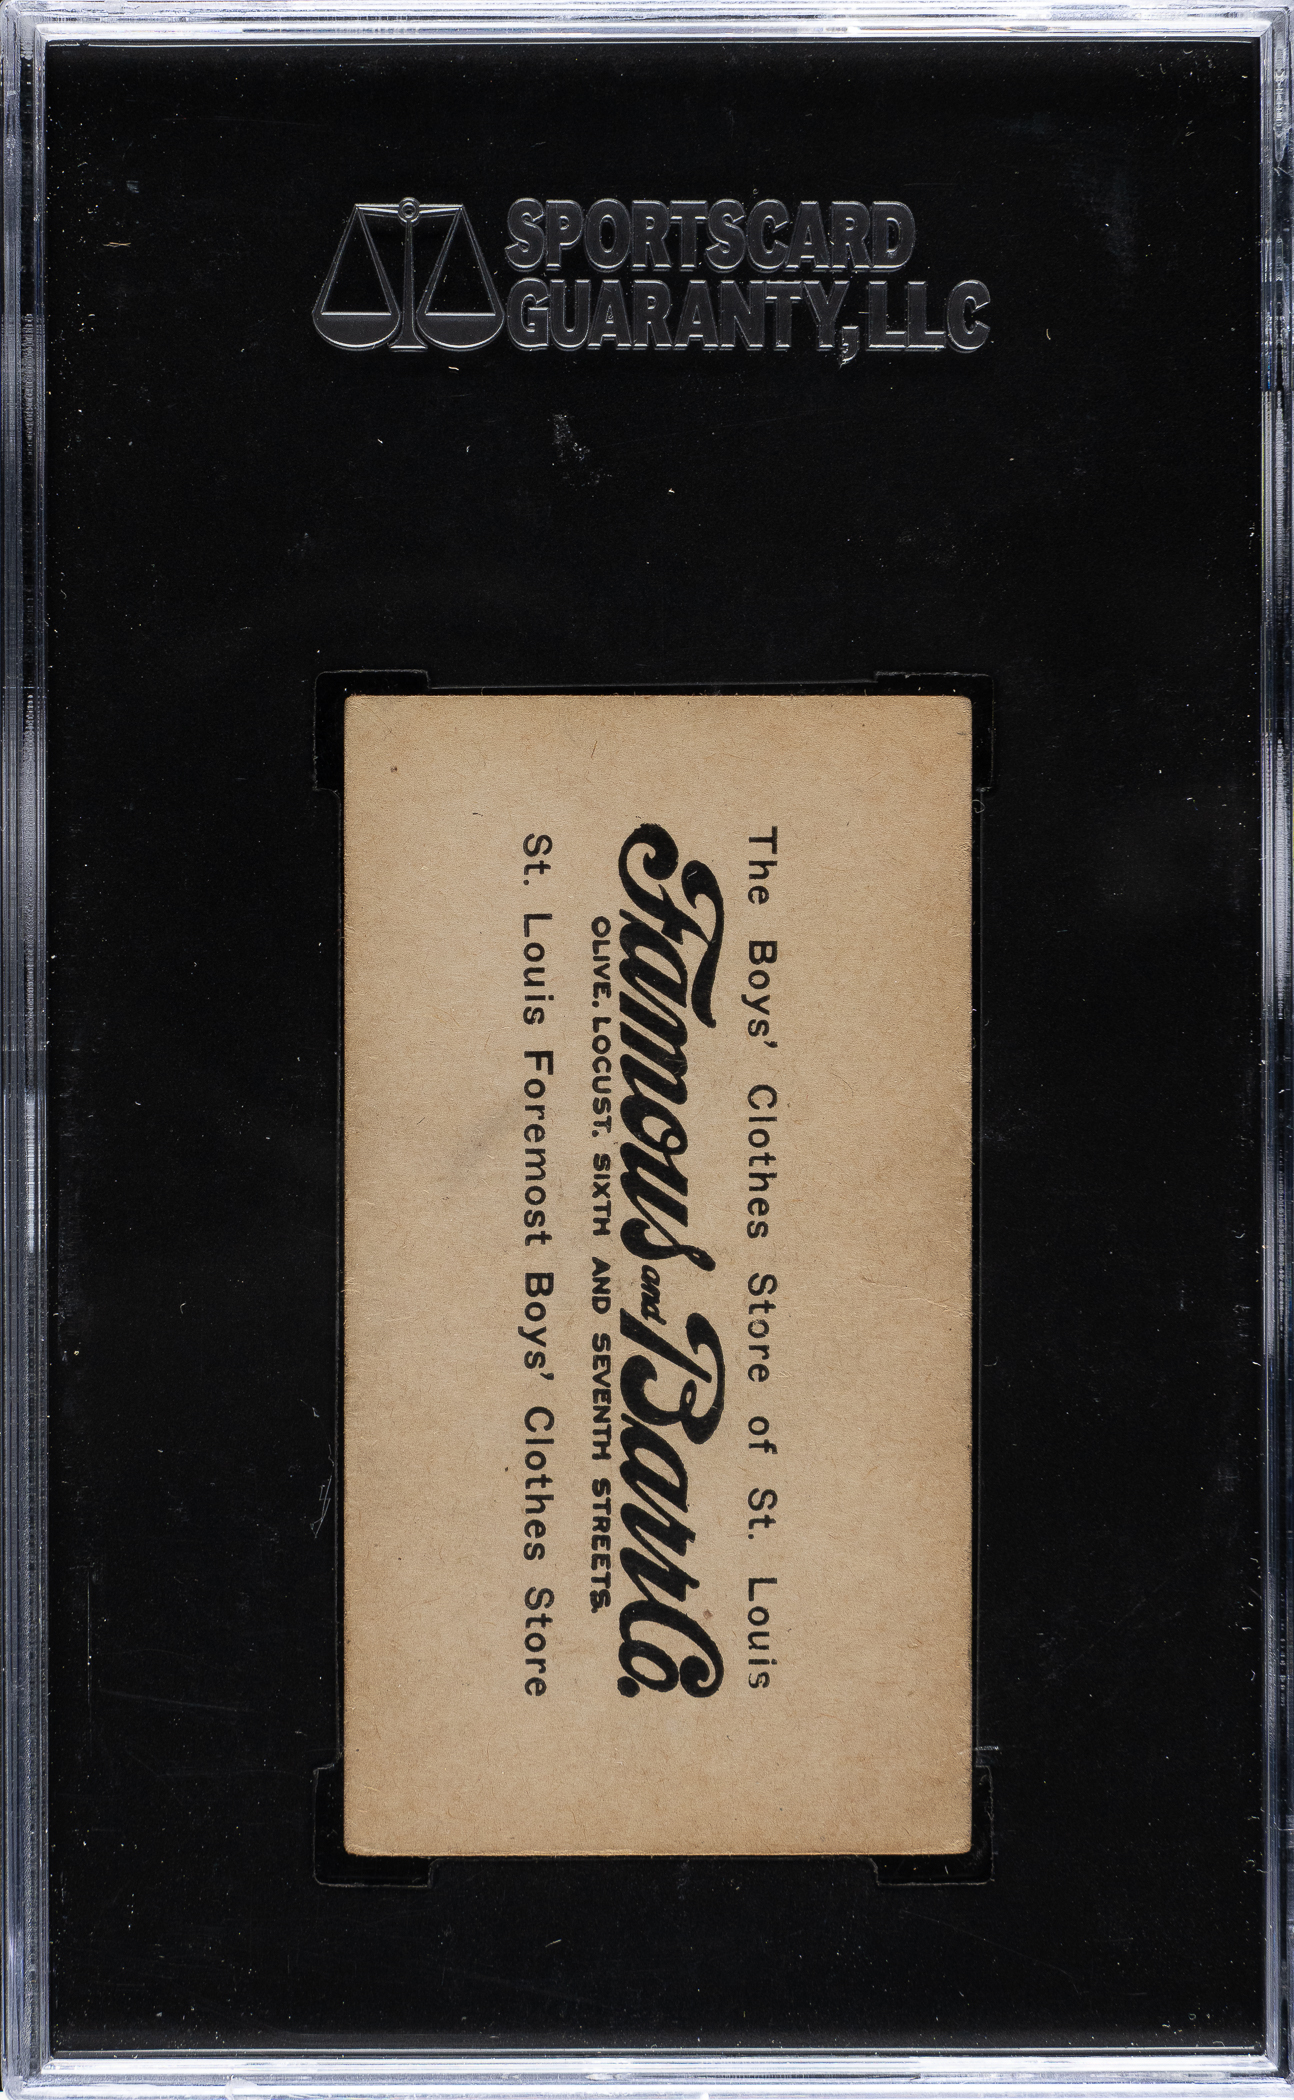 SPORTSCARD
GUARANTY, LLC
The Boys' Clothes Store of St. Louis
Famous and Barr Co.
OLIVE, LOCUST, SIXTH AND SEVENTH STREETS.
St. Louis Foremost Boys' Clothes Store